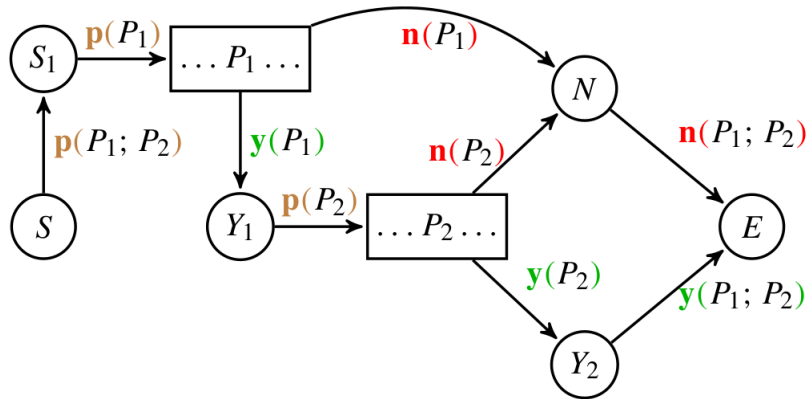 p(P₁)
n(P₁)
S₁
... P₁ ...
N
p(P₁; P₂)
y(P₁)
n(P₂)
n(P₁; P₂)
p(P₂)
S
Y₁
... P₂ ...
E
y(P₂)
y(P₁; P₂)
Y₂